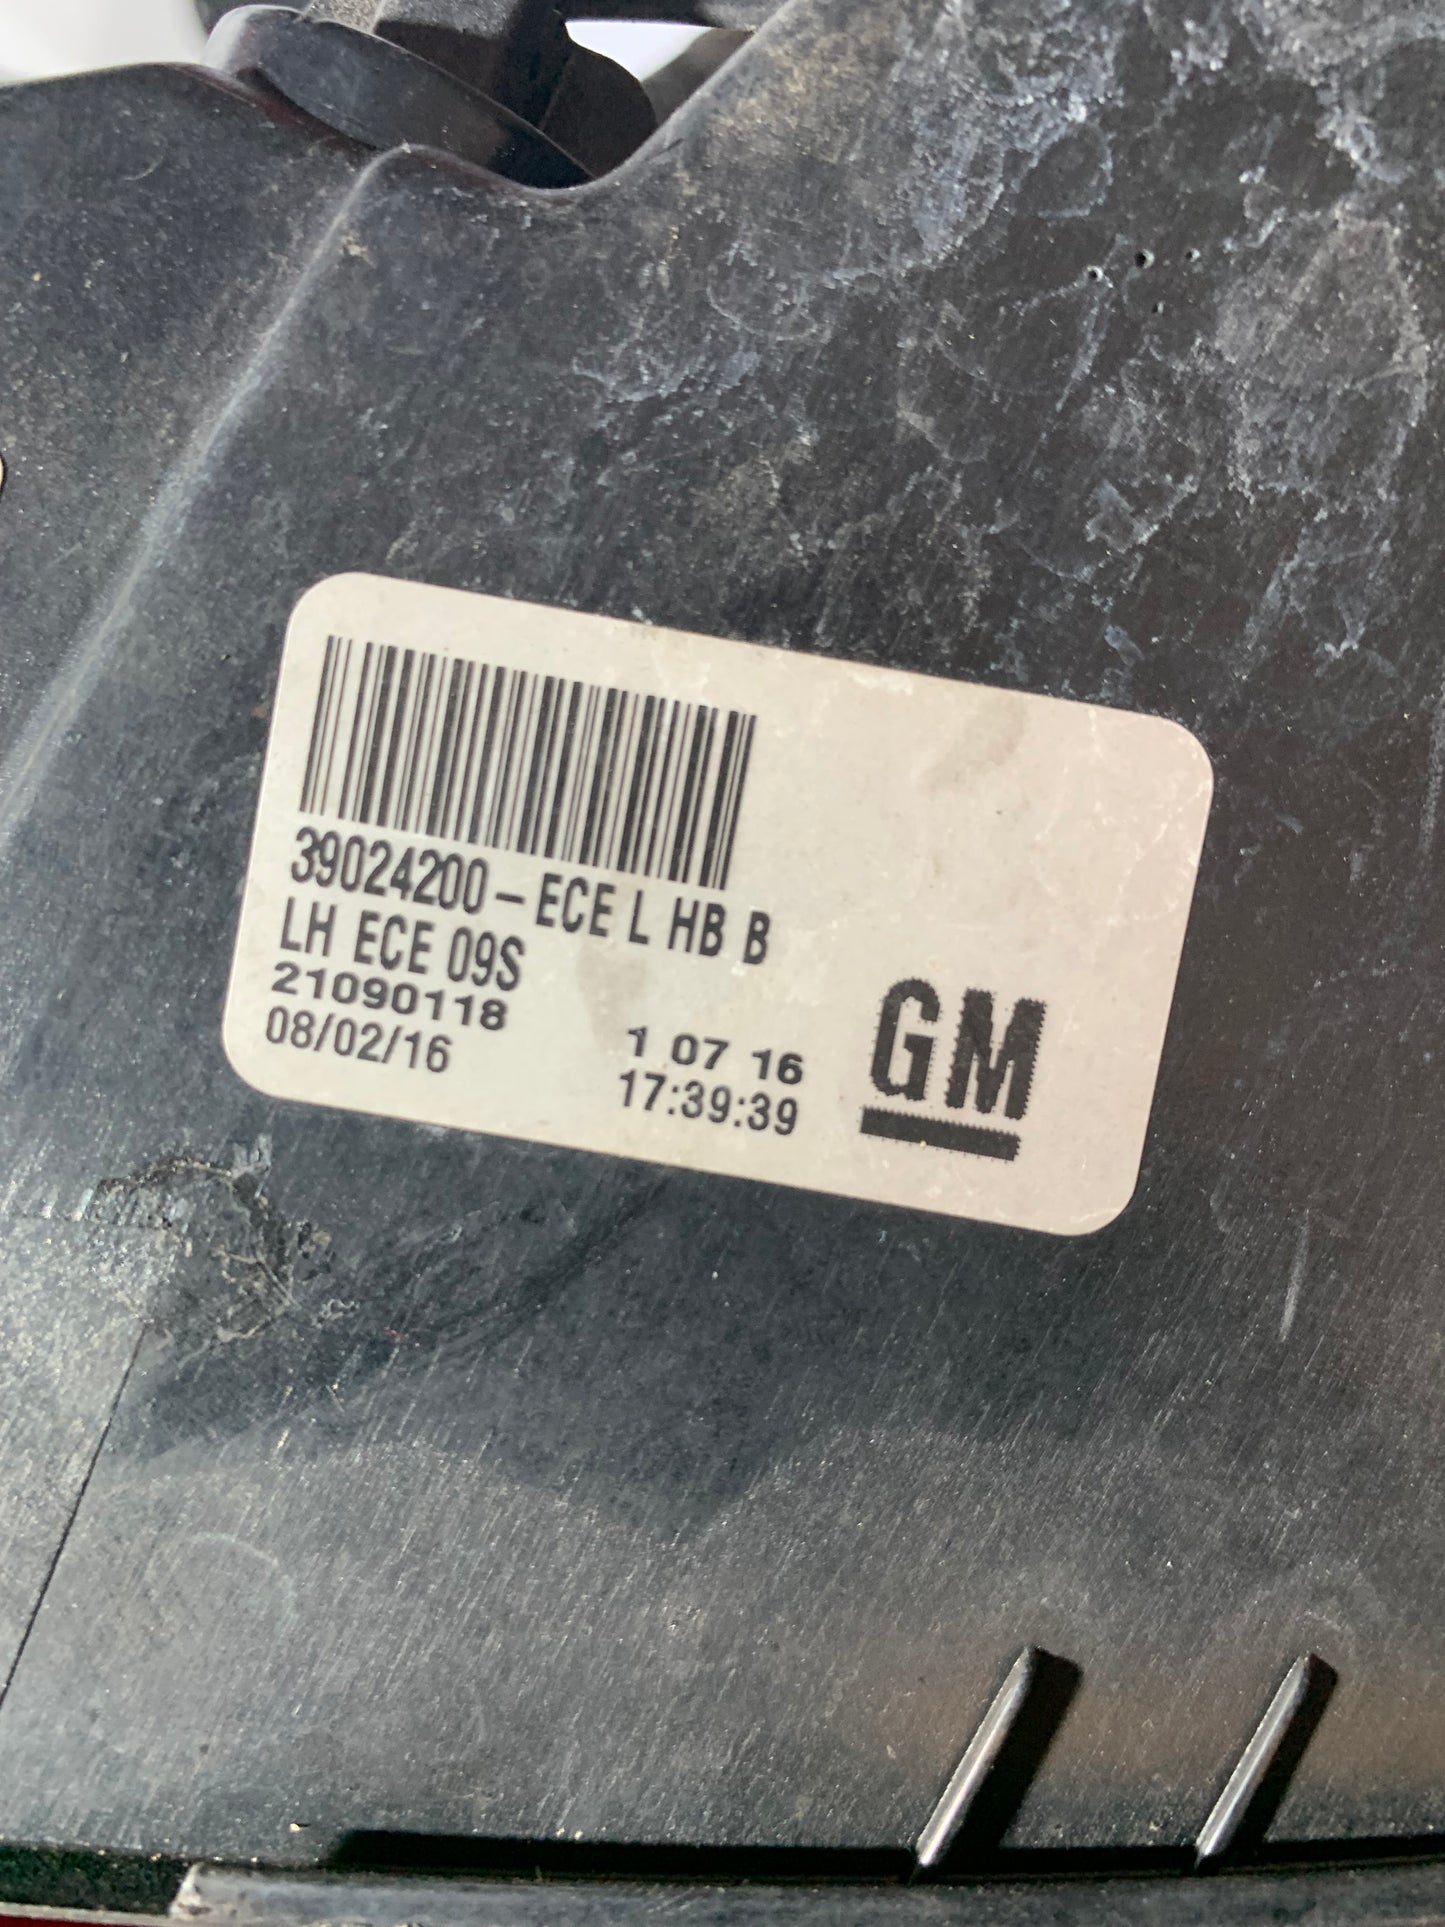 39024200-ECE L HB B
LH ECE 09S
21090118
08/02/16
1 07 16
17:39:39
GM